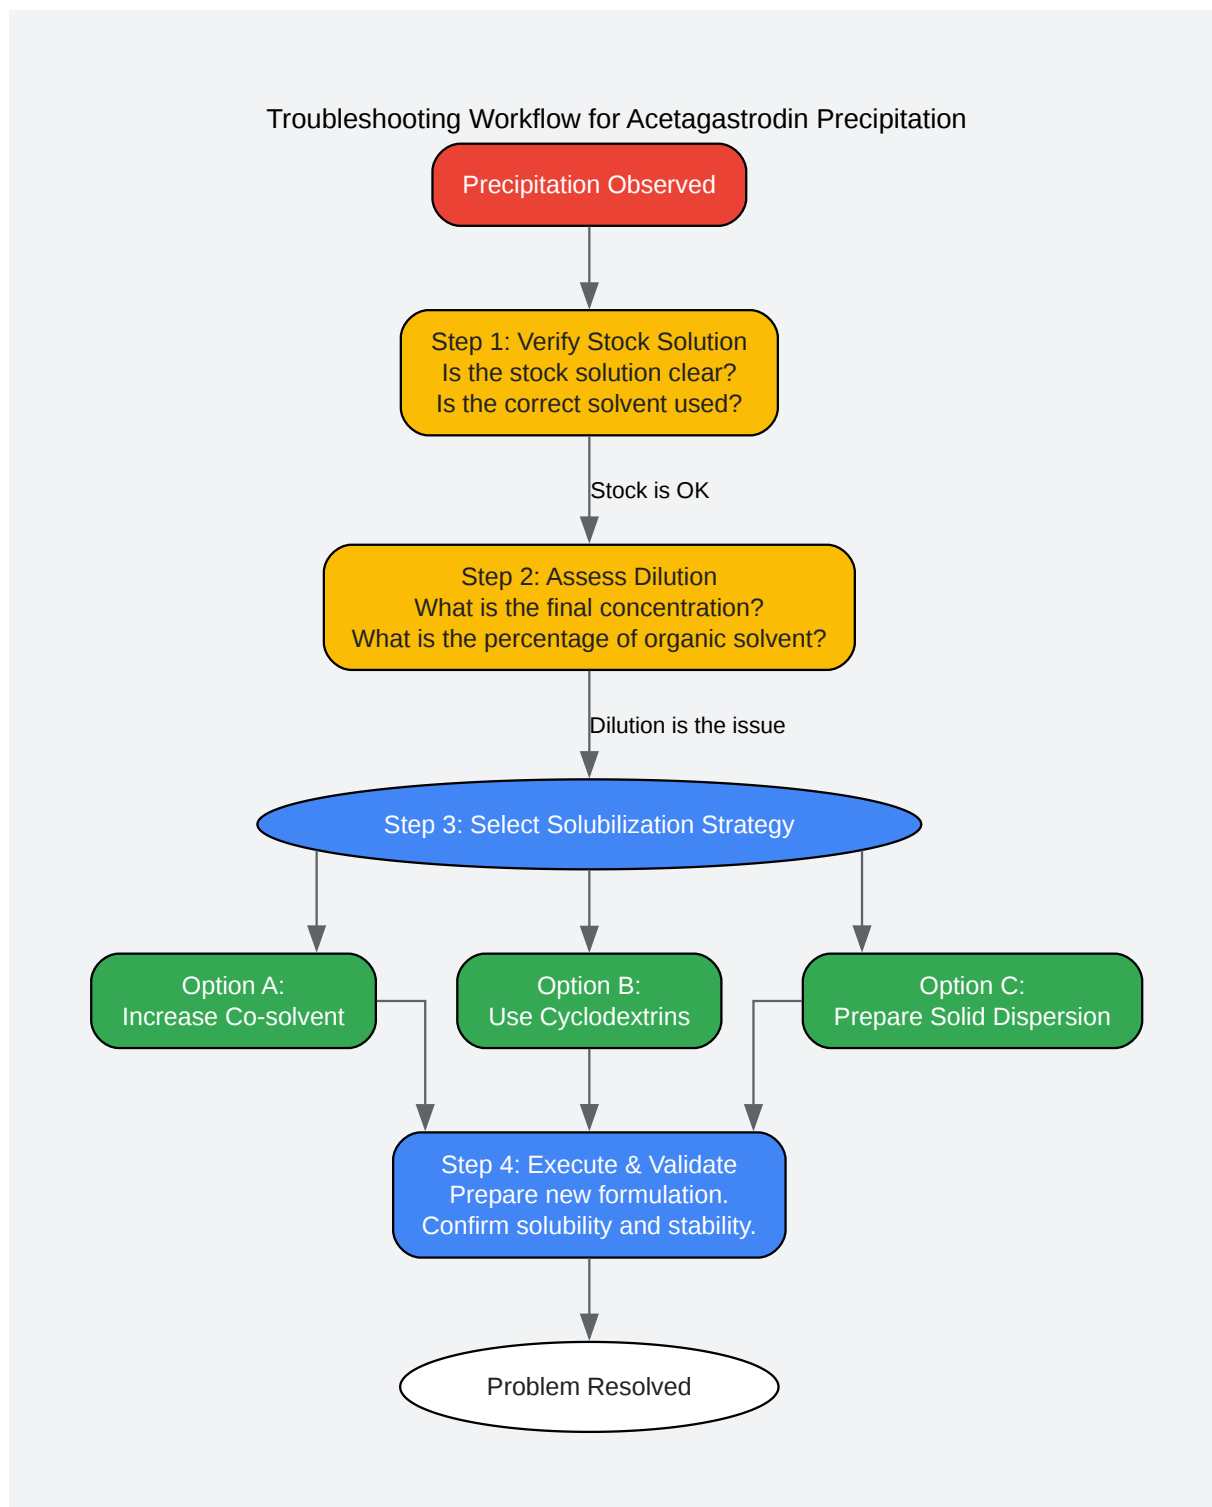 Troubleshooting Workflow for Acetagastrodin Precipitation
Precipitation Observed
Step 1: Verify Stock Solution
Is the stock solution clear?
Is the correct solvent used?
Stock is OK
Step 2: Assess Dilution
What is the final concentration?
What is the percentage of organic solvent?
Dilution is the issue
Step 3: Select Solubilization Strategy
Option A:
Increase Co-solvent
Option B:
Use Cyclodextrins
Option C:
Prepare Solid Dispersion
Step 4: Execute & Validate
Prepare new formulation.
Confirm solubility and stability.
Problem Resolved